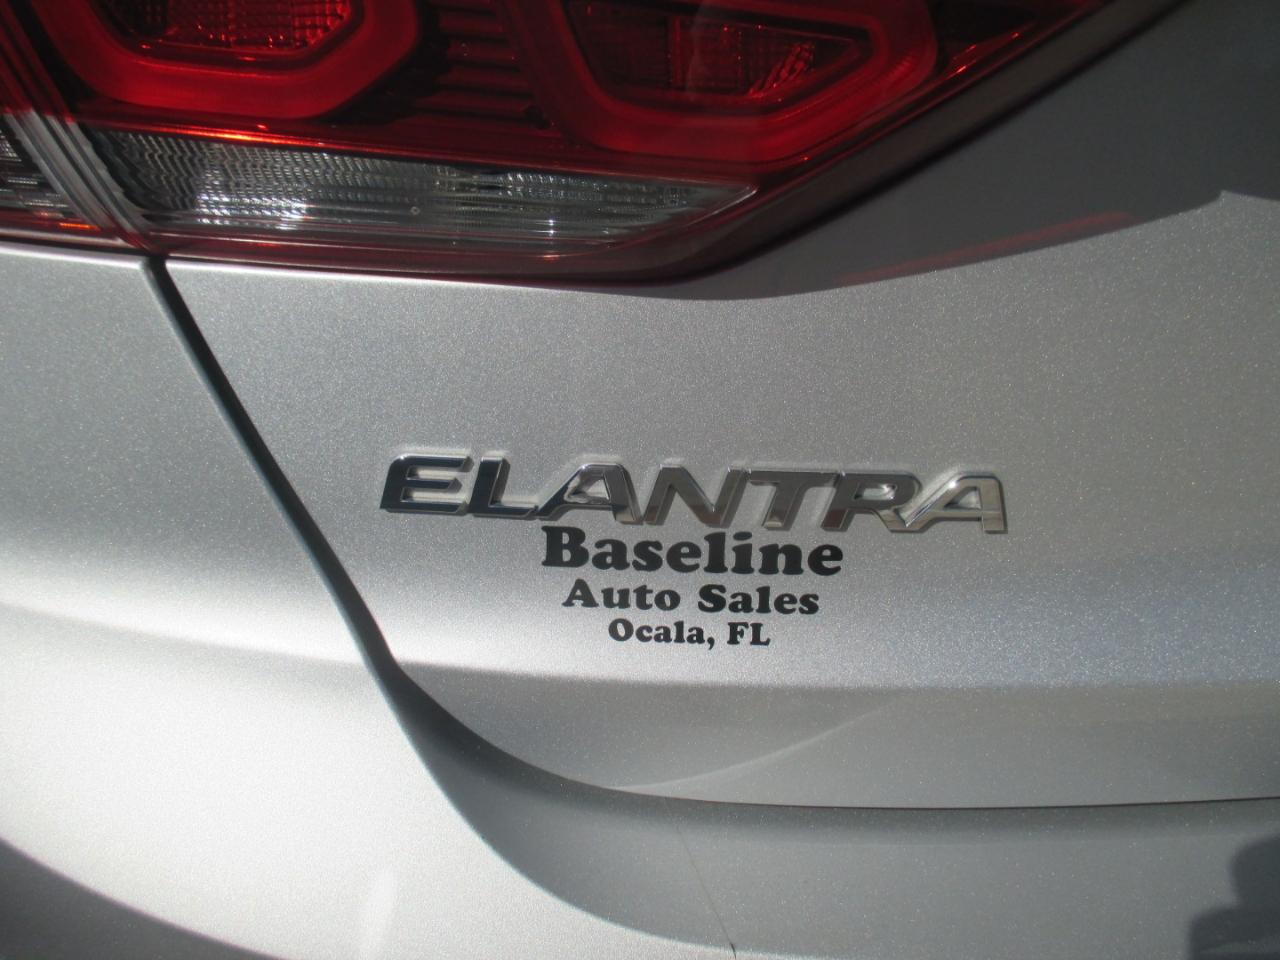 ELANTRA
Baseline
Auto Sales
Ocala, FL